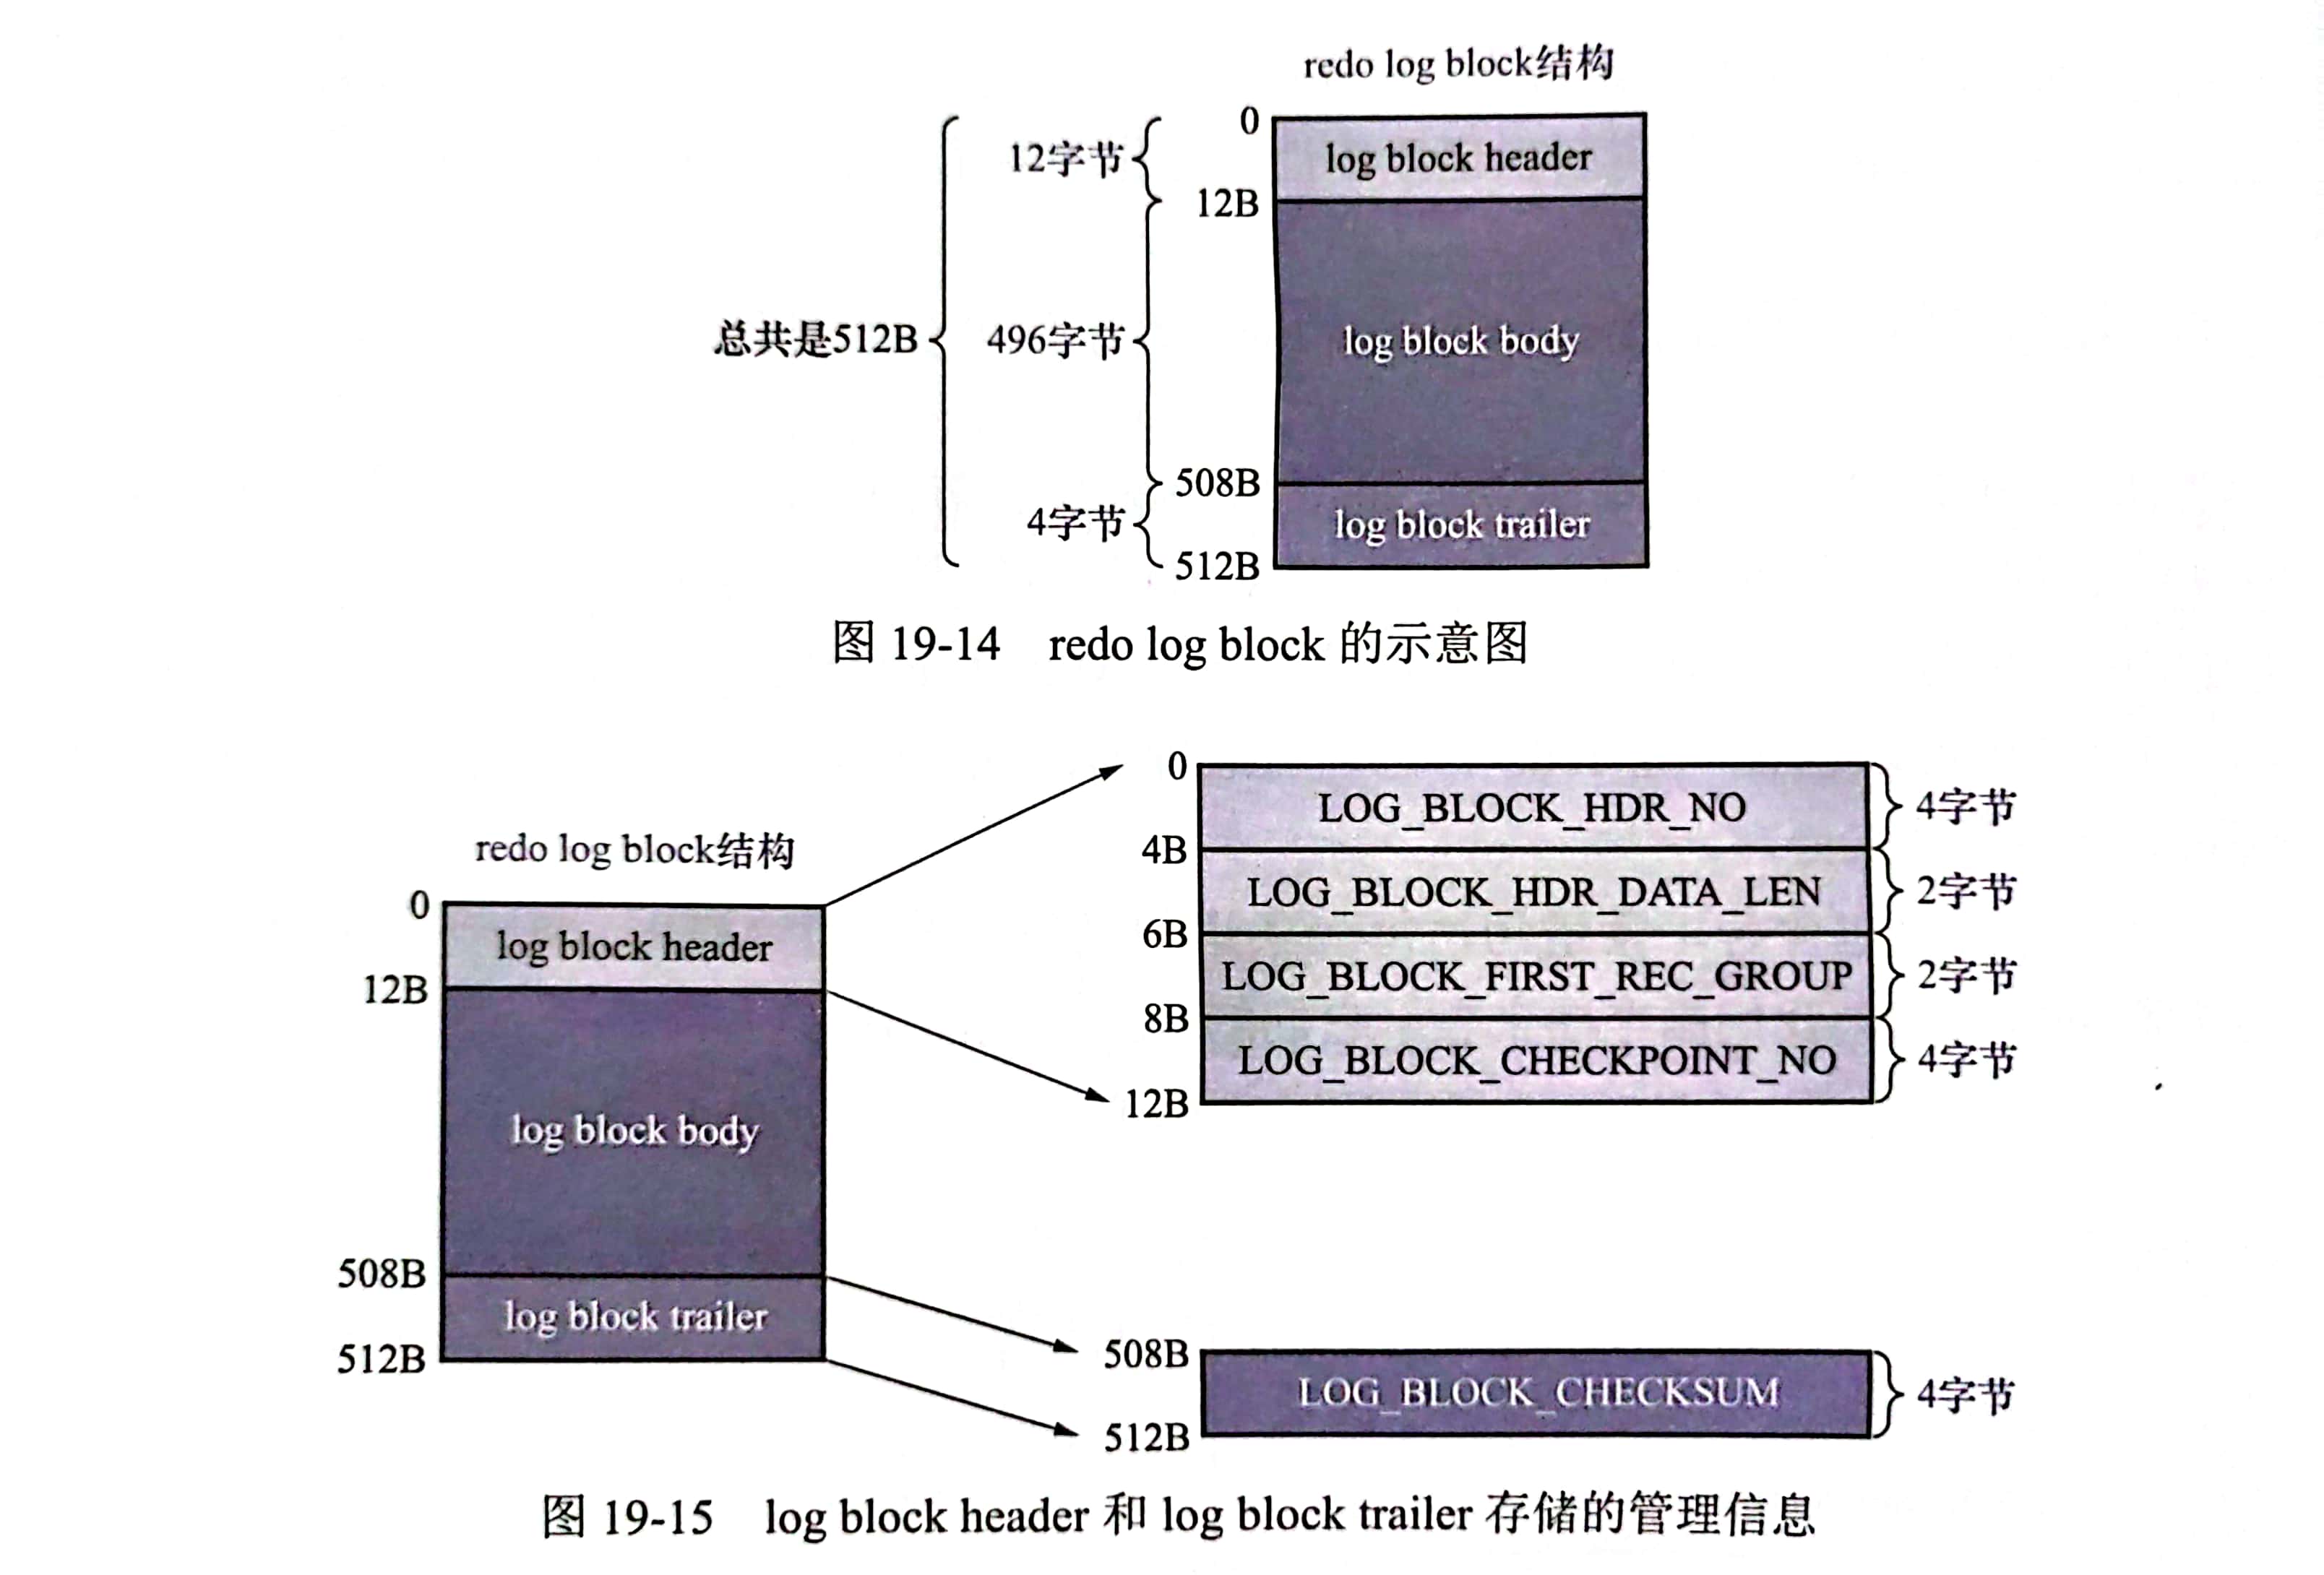 redo log block结构
0
12字节
log block header
12B
总共是512B
496字节
log block body
508B
4字节
log block trailer
512B
图 19-14 redo log block 的示意图
redo log block结构
0
log block header
12B
log block body
508B
log block trailer
512B
0
LOG_BLOCK_HDR_NO
4字节
4B
LOG_BLOCK_HDR_DATA_LEN
2字节
6B
LOG_BLOCK_FIRST_REC_GROUP
2字节
8B
LOG_BLOCK_CHECKPOINT_NO
4字节
12B
508B
LOG_BLOCK_CHECKSUM
4字节
512B
图 19-15 log block header 和 log block trailer 存储的管理信息